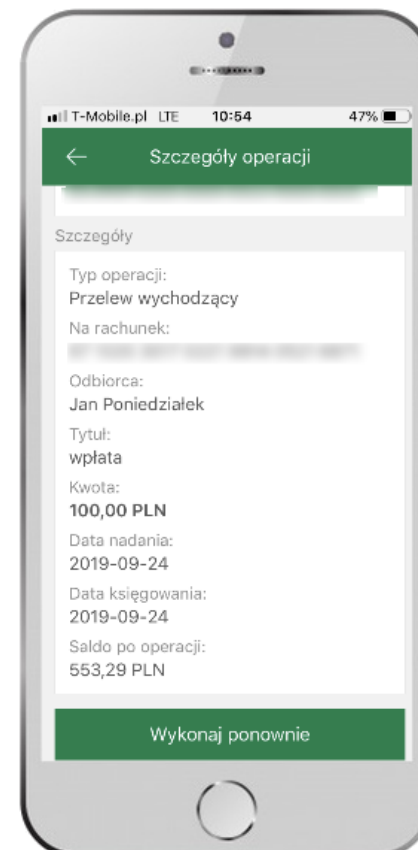 T-Mobile.pl LTE 10:54 47%
Szczegóły operacji
Szczegóły
Typ operacji:
Przelew wychodzący
Na rachunek:
Odbiorca:
Jan Poniedziałek
Tytuł:
wpłata
Kwota:
100,00 PLN
Data nadania:
2019-09-24
Data księgowania:
2019-09-24
Saldo po operacji:
553,29 PLN
Wykonaj ponownie